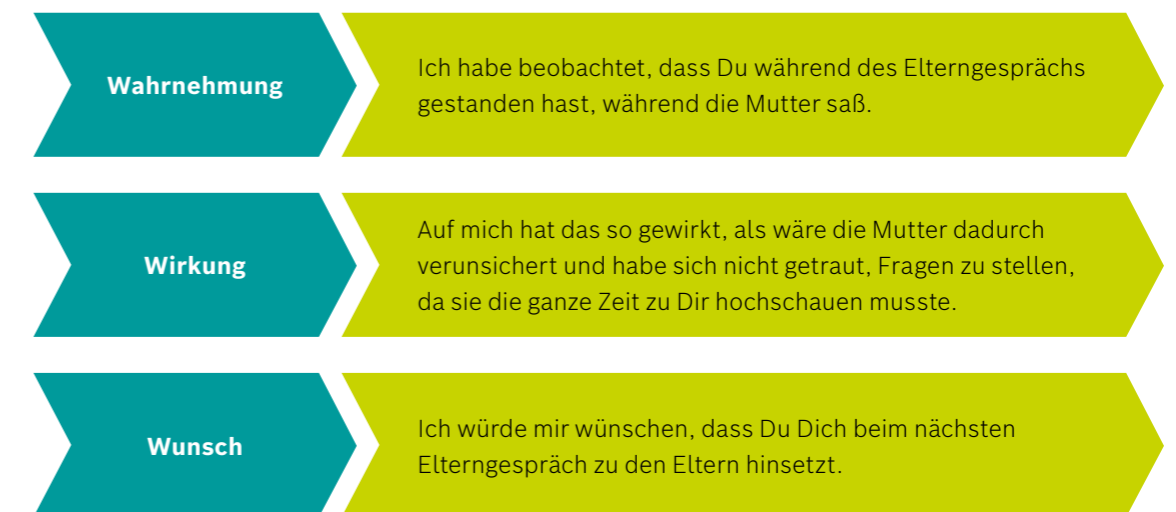 Wahrnehmung
Ich habe beobachtet, dass Du während des Elterngesprächs
gestanden hast, während die Mutter saß.
Wirkung
Auf mich hat das so gewirkt, als wäre die Mutter dadurch
verunsichert und habe sich nicht getraut, Fragen zu stellen,
da sie die ganze Zeit zu Dir hochschauen musste.
Wunsch
Ich würde mir wünschen, dass Du Dich beim nächsten
Elterngespräch zu den Eltern hinsetzt.